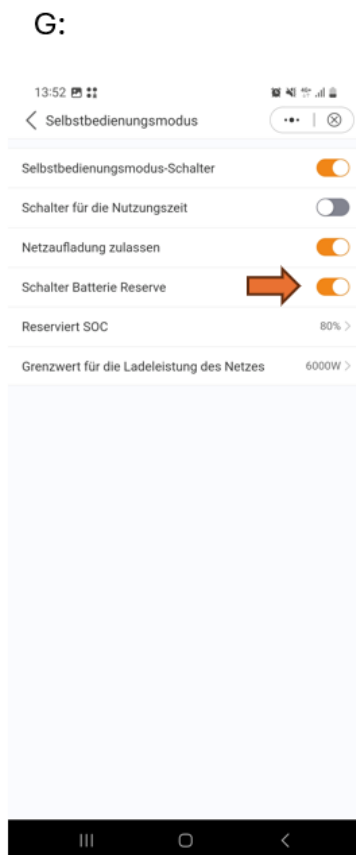 G:
13:52
Selbstbedienungsmodus
Selbstbedienungsmodus-Schalter
Schalter für die Nutzungszeit
Netzaufladung zulassen
Schalter Batterie Reserve
Reserviert SOC 80%
Grenzwert für die Ladeleistung des Netzes 6000W